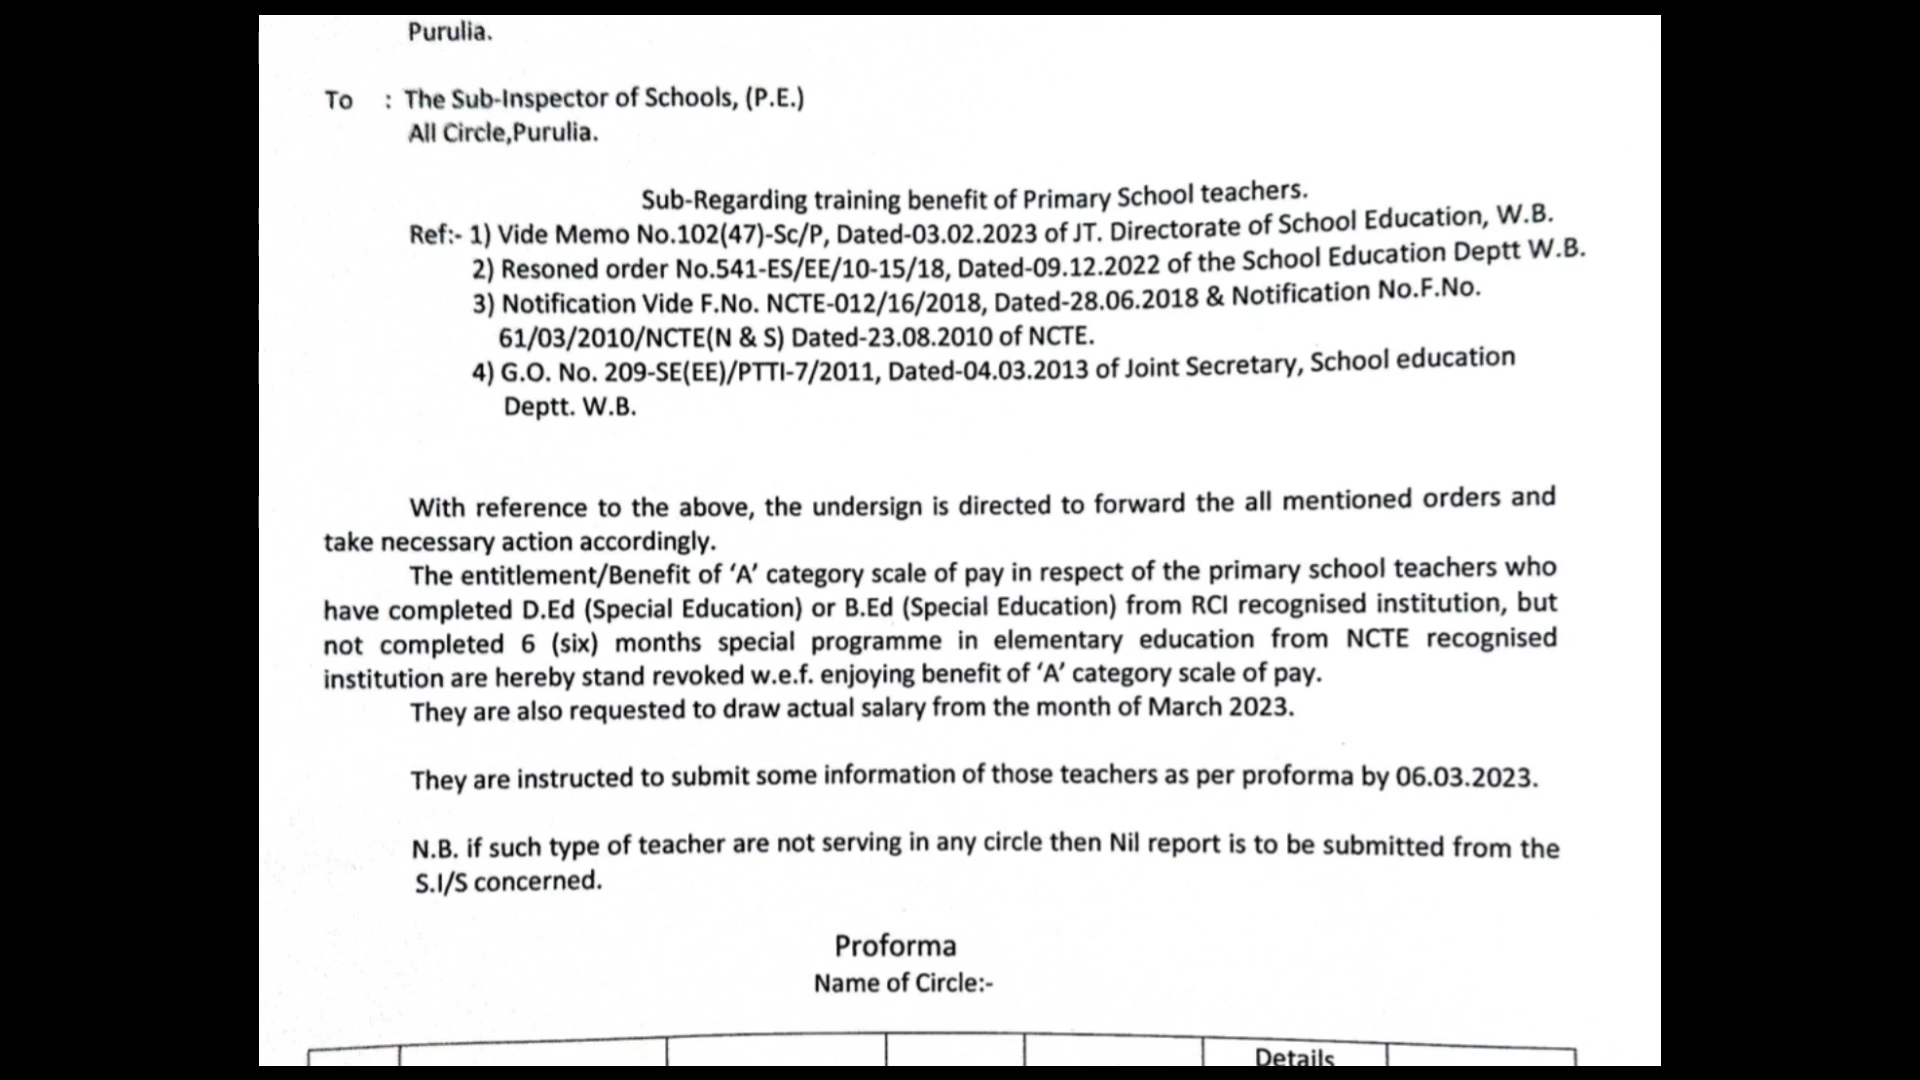 Purulia.
To : The Sub-Inspector of Schools, (P.E.)
All Circle,Purulia.
Sub-Regarding training benefit of Primary School teachers.
Ref:- 1) Vide Memo No.102(47)-Sc/P, Dated-03.02.2023 of JT. Directorate of School Education, W.B.
2) Resoned order No.541-ES/EE/10-15/18, Dated-09.12.2022 of the School Education Deptt W.B.
3) Notification Vide F.No. NCTE-012/16/2018, Dated-28.06.2018 & Notification No.F.No.
61/03/2010/NCTE(N & S) Dated-23.08.2010 of NCTE.
4) G.O. No. 209-SE(EE)/PTTI-7/2011, Dated-04.03.2013 of Joint Secretary, School education
Deptt. W.B.
With reference to the above, the undersign is directed to forward the all mentioned orders and
take necessary action accordingly.
The entitlement/Benefit of ‘A’ category scale of pay in respect of the primary school teachers who
have completed D.Ed (Special Education) or B.Ed (Special Education) from RCI recognised institution, but
not completed 6 (six) months special programme in elementary education from NCTE recognised
institution are hereby stand revoked w.e.f. enjoying benefit of ‘A’ category scale of pay.
They are also requested to draw actual salary from the month of March 2023.
They are instructed to submit some information of those teachers as per proforma by 06.03.2023.
N.B. if such type of teacher are not serving in any circle then Nil report is to be submitted from the
S.I/S concerned.
Proforma
Name of Circle:-
Details